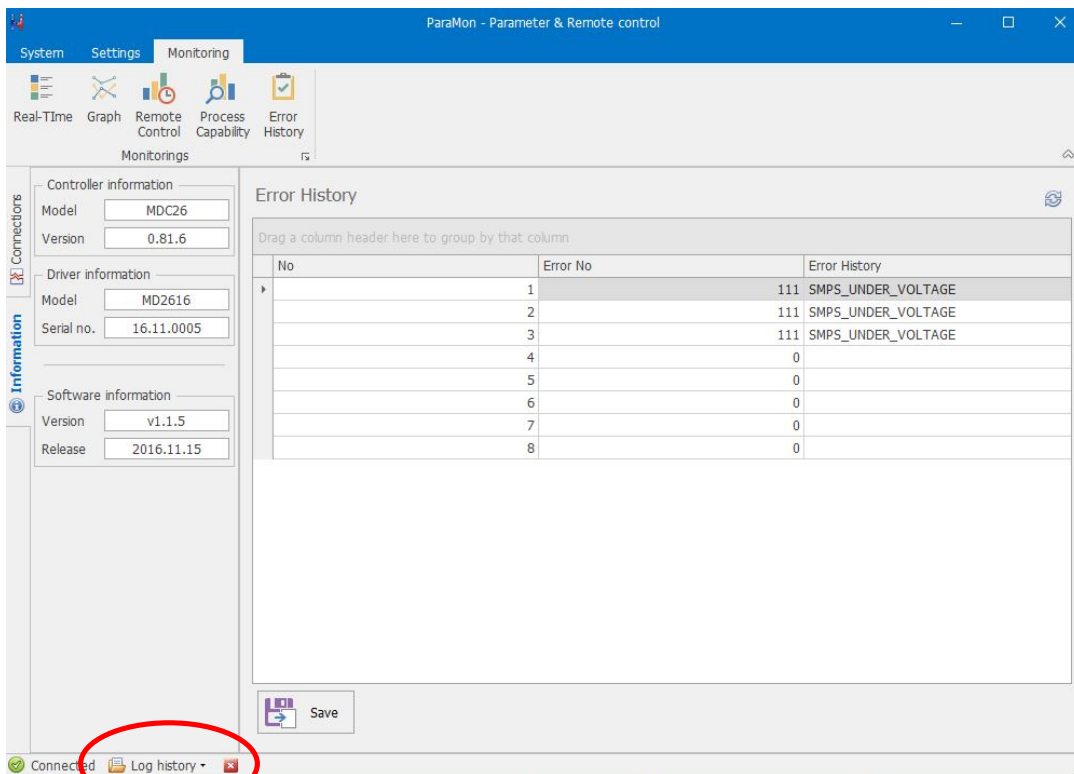 ParaMon - Parameter & Remote control
System Settings Monitoring
Real-TIme Graph Remote Control Process Capability Error History
Monitorings
Connections
Information
Controller information
Model MDC26
Version 0.81.6
Driver information
Model MD2616
Serial no. 16.11.0005
Software information
Version v1.1.5
Release 2016.11.15
Error History
Drag a column header here to group by that column
No Error No Error History
1 111 SMPS_UNDER_VOLTAGE
2 111 SMPS_UNDER_VOLTAGE
3 111 SMPS_UNDER_VOLTAGE
4 0
5 0
6 0
7 0
8 0
Save
Connected Log history